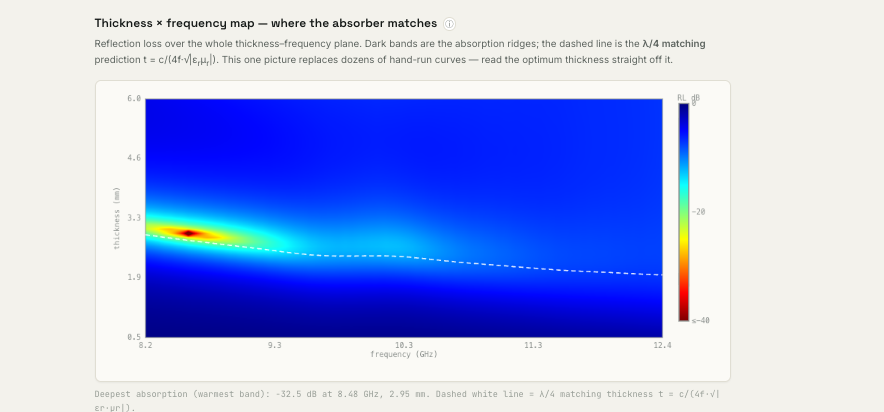 Thickness × frequency map — where the absorber matches ⓘ
Reflection loss over the whole thickness–frequency plane. Dark bands are the absorption ridges; the dashed line is the λ/4 matching
prediction t = c/(4f·√|εᵣμᵣ|). This one picture replaces dozens of hand-run curves — read the optimum thickness straight off it.
RL dB
6.0
0
4.6
3.3
−20
thickness (mm)
1.9
≤−40
0.5
8.2
9.3
10.3
11.3
12.4
frequency (GHz)
Deepest absorption (warmest band): -32.5 dB at 8.48 GHz, 2.95 mm. Dashed white line = λ/4 matching thickness t = c/(4f·√|
εr·μr|).